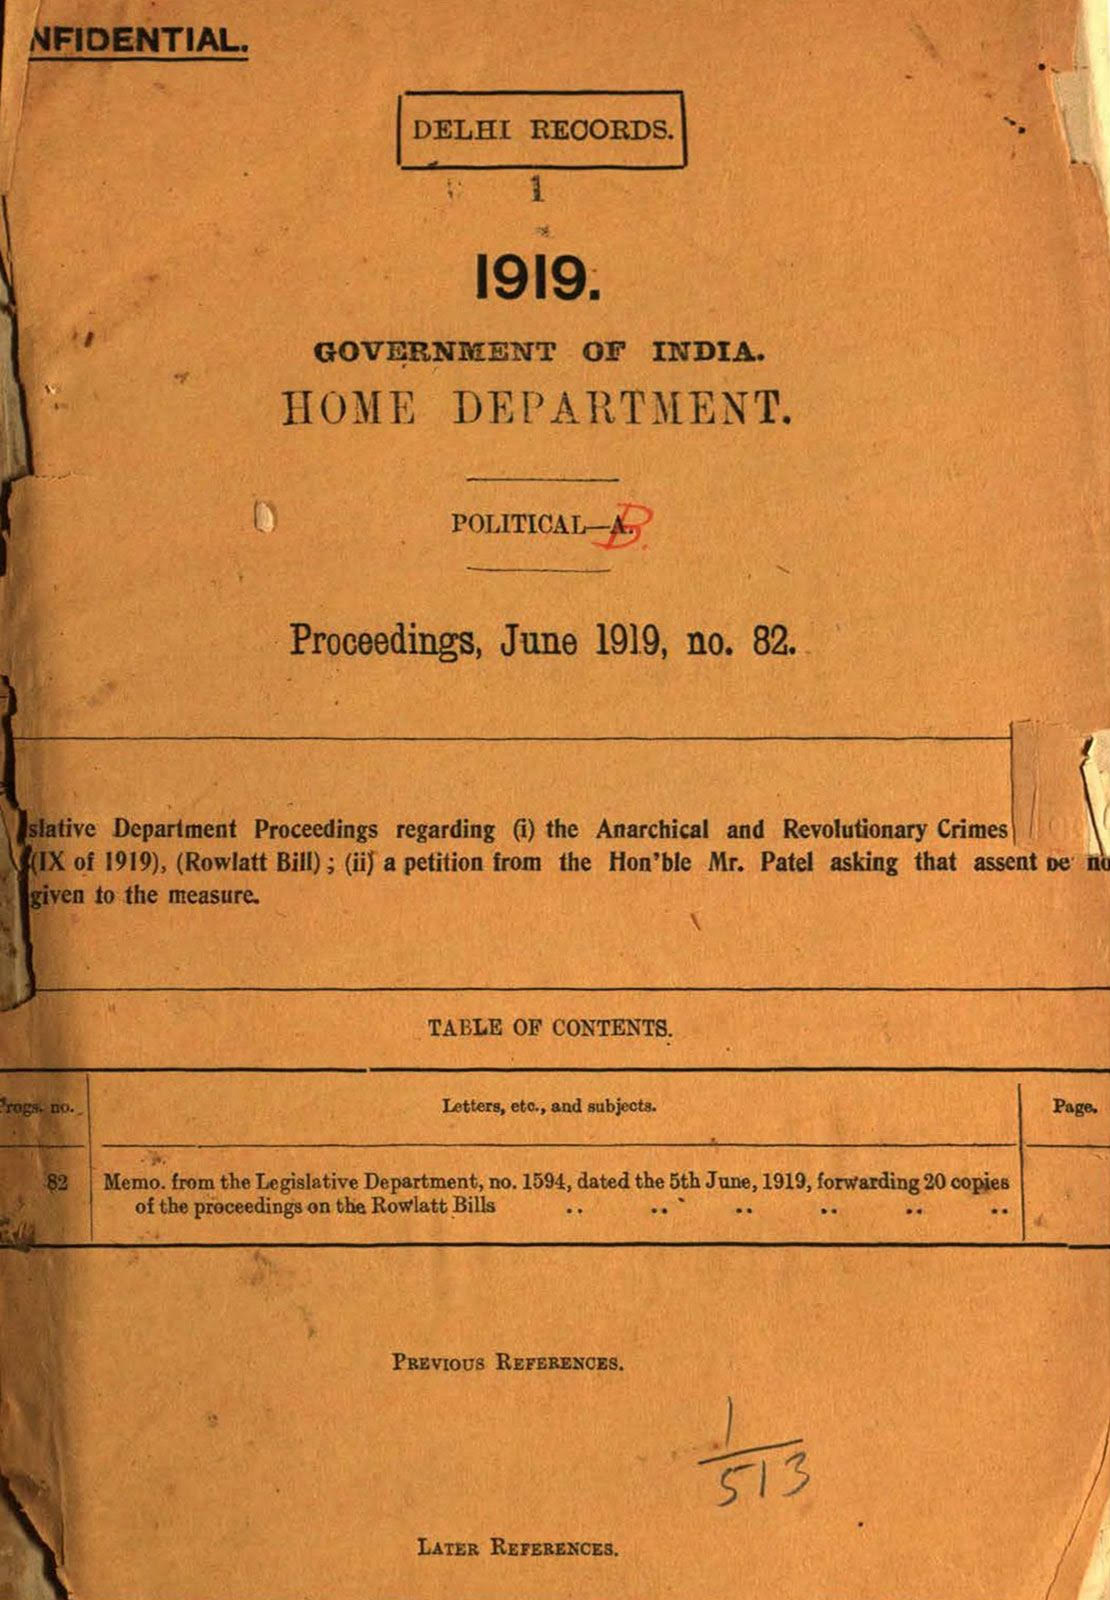 NFIDENTIAL.
DELHI RECORDS.
1
1919.
GOVERNMENT OF INDIA.
HOME DEPARTMENT.
POLITICAL—A. B.
Proceedings, June 1919, no. 82.
slative Department Proceedings regarding (i) the Anarchical and Revolutionary Crimes
(IX of 1919), (Rowlatt Bill) ; (ii) a petition from the Hon'ble Mr. Patel asking that assent be no
given to the measure.
TABLE OF CONTENTS.
Progs. no. Letters, etc., and subjects. Page.
82 Memo. from the Legislative Department, no. 1594, dated the 5th June, 1919, forwarding 20 copies
of the proceedings on the Rowlatt Bills .. .. .. .. .. ..
PREVIOUS REFERENCES.
1
513
LATER REFERENCES.